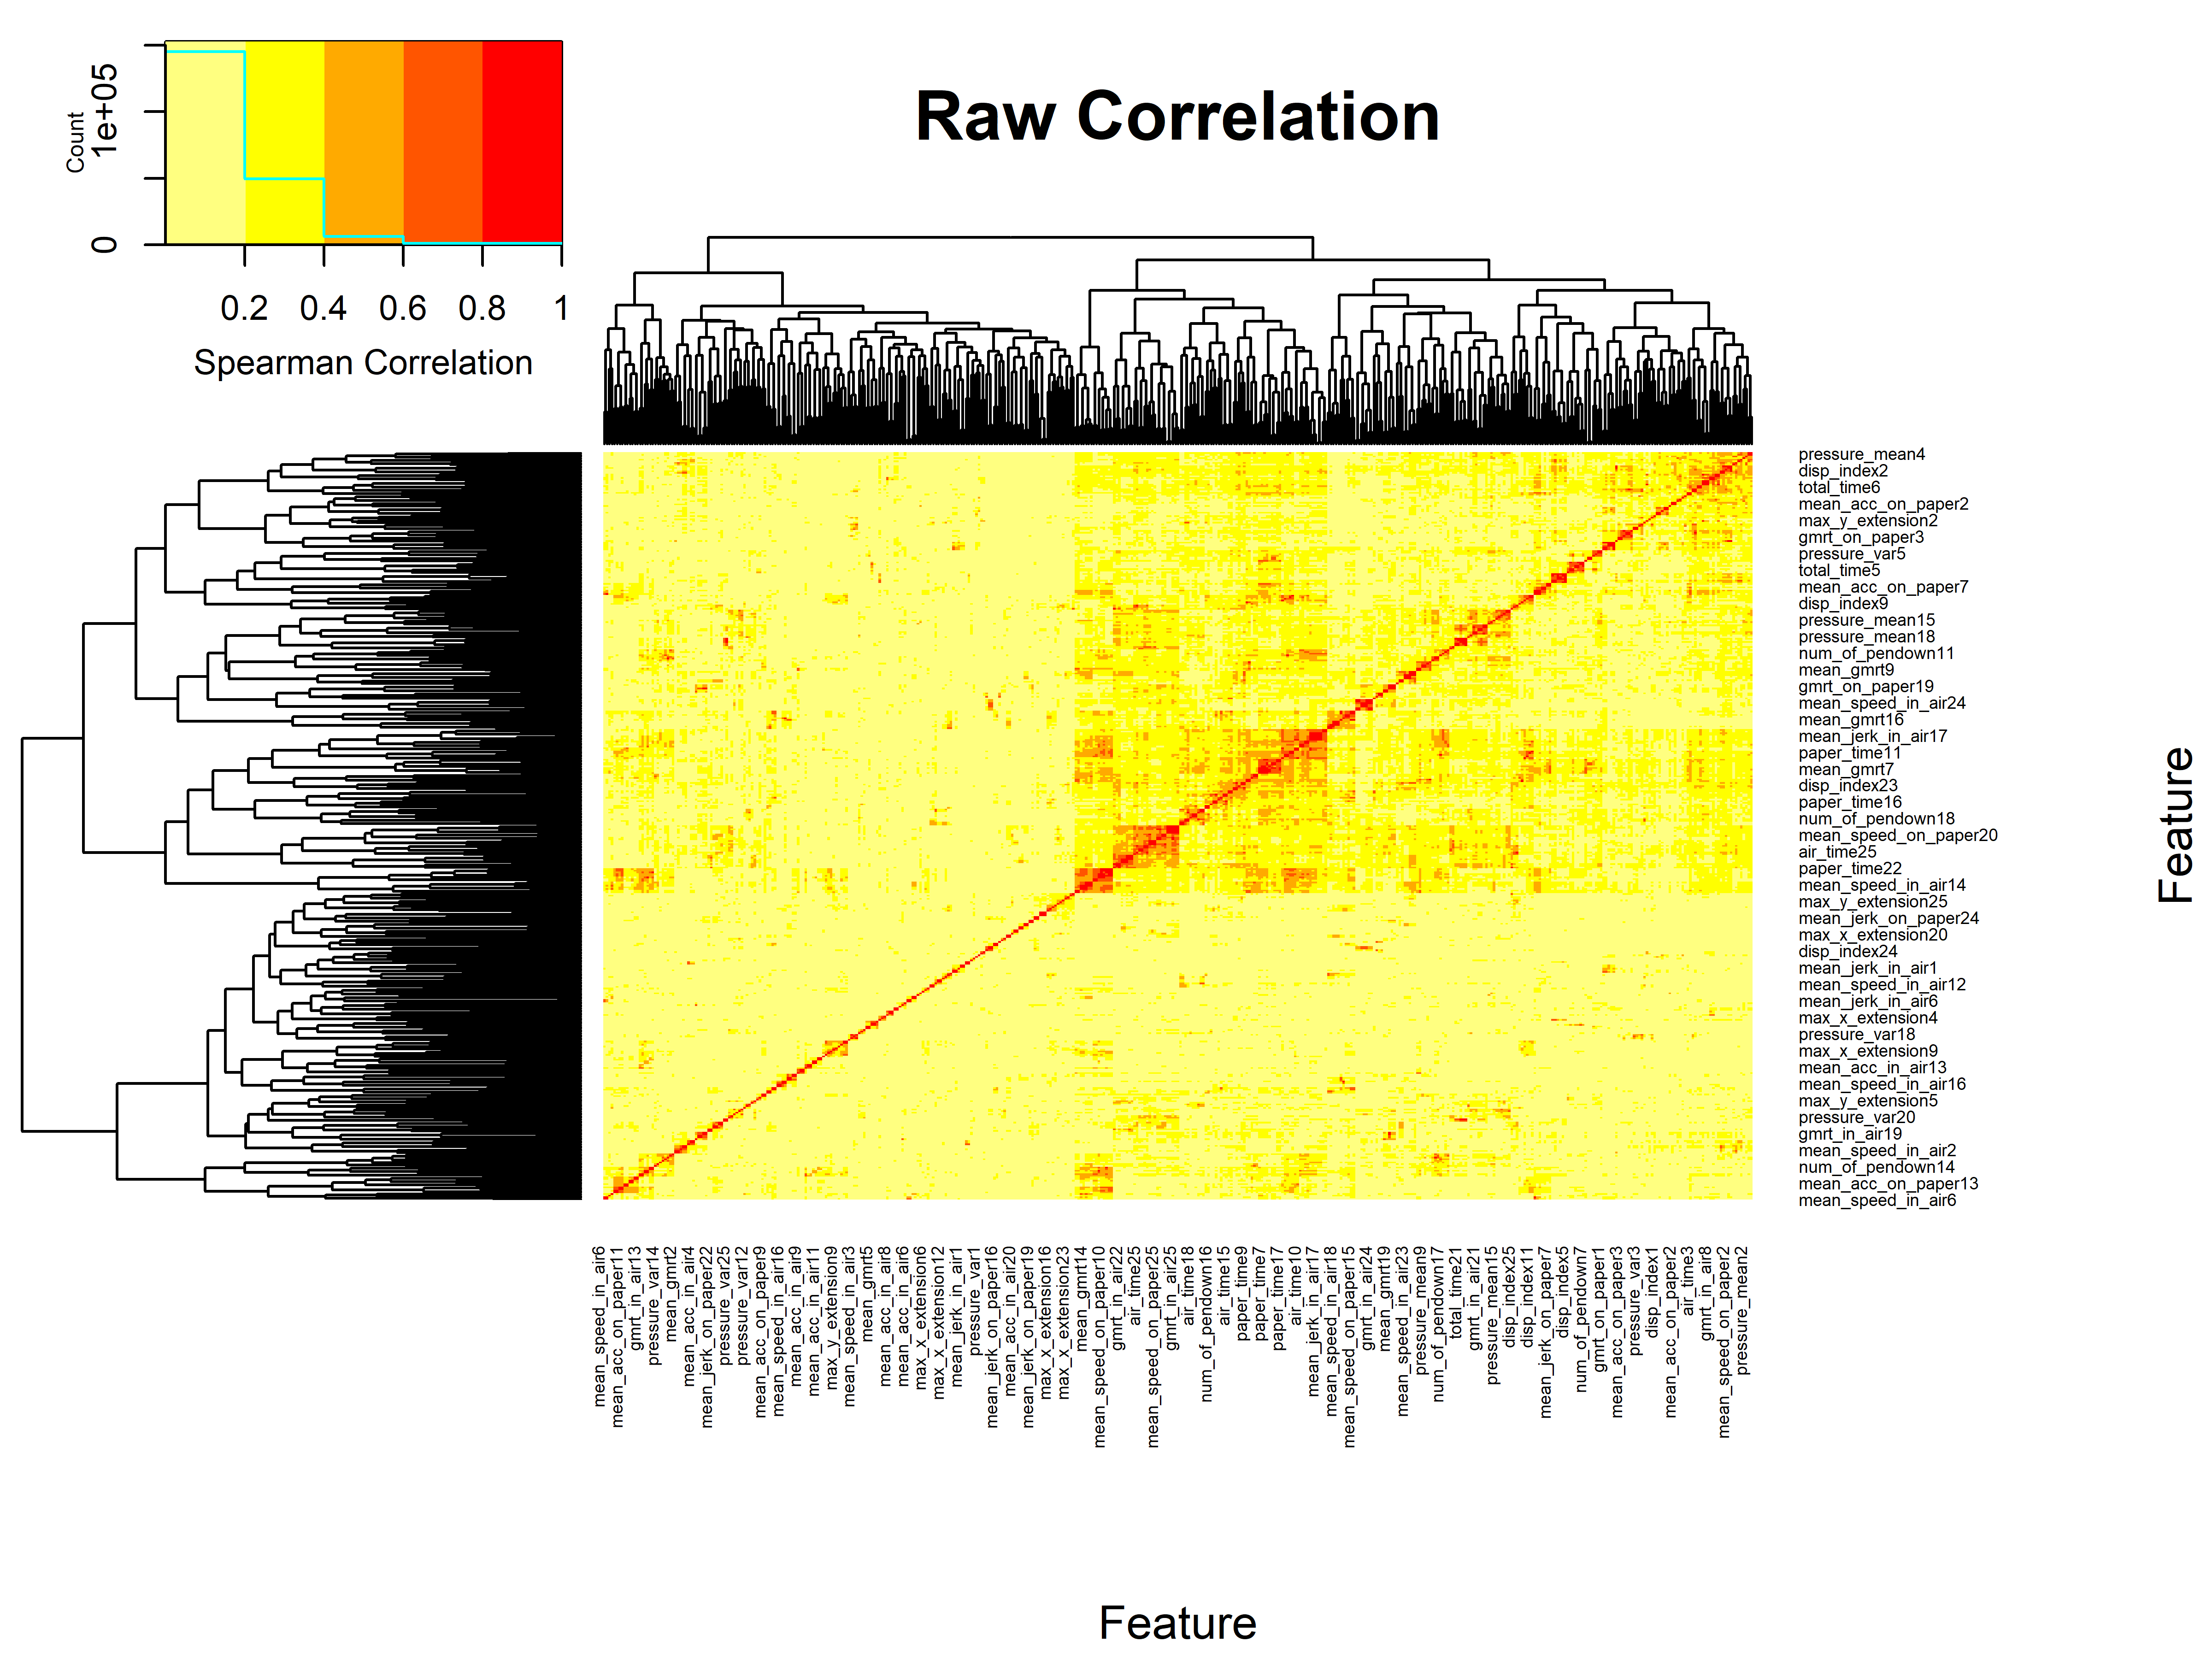 Raw Correlation
Count
0
1e+05
0.2 0.4 0.6 0.8 1
Spearman Correlation
pressure_mean4
disp_index2
total_time6
mean_acc_on_paper2
max_y_extension2
gmrt_on_paper3
pressure_var5
total_time5
mean_acc_on_paper7
disp_index9
pressure_mean15
pressure_mean18
num_of_pendown11
mean_gmrt9
gmrt_on_paper19
mean_speed_in_air24
mean_gmrt16
mean_jerk_in_air17
paper_time11
mean_gmrt7
disp_index23
paper_time16
num_of_pendown18
mean_speed_on_paper20
air_time25
paper_time22
mean_speed_in_air14
max_y_extension25
mean_jerk_on_paper24
max_x_extension20
disp_index24
mean_jerk_in_air1
mean_speed_in_air12
mean_jerk_in_air6
max_x_extension4
pressure_var18
max_x_extension9
mean_acc_in_air13
mean_speed_in_air16
max_y_extension5
pressure_var20
gmrt_in_air19
mean_speed_in_air2
num_of_pendown14
mean_acc_on_paper13
mean_speed_in_air6
Feature
mean_speed_in_air6
mean_acc_on_paper11
gmrt_in_air13
pressure_var14
mean_gmrt2
mean_acc_in_air4
mean_jerk_on_paper22
pressure_var25
pressure_var12
mean_acc_on_paper9
mean_speed_in_air16
mean_acc_in_air9
mean_acc_in_air11
max_y_extension9
mean_speed_in_air3
mean_gmrt5
mean_acc_in_air8
mean_acc_in_air6
max_x_extension6
max_x_extension12
mean_jerk_in_air1
pressure_var1
mean_jerk_on_paper16
mean_acc_in_air20
mean_jerk_on_paper19
max_x_extension16
max_x_extension23
mean_gmrt14
mean_speed_on_paper10
gmrt_in_air22
air_time25
mean_speed_on_paper25
gmrt_in_air25
air_time18
num_of_pendown16
air_time15
paper_time9
paper_time7
paper_time17
air_time10
mean_jerk_in_air17
mean_speed_in_air18
mean_speed_on_paper15
gmrt_in_air24
mean_gmrt19
mean_speed_in_air23
pressure_mean9
num_of_pendown17
total_time21
gmrt_in_air21
pressure_mean15
disp_index25
disp_index11
mean_jerk_on_paper7
disp_index5
num_of_pendown7
gmrt_on_paper1
mean_acc_on_paper3
pressure_var3
disp_index1
mean_acc_on_paper2
air_time3
gmrt_in_air8
mean_speed_on_paper2
pressure_mean2
Feature